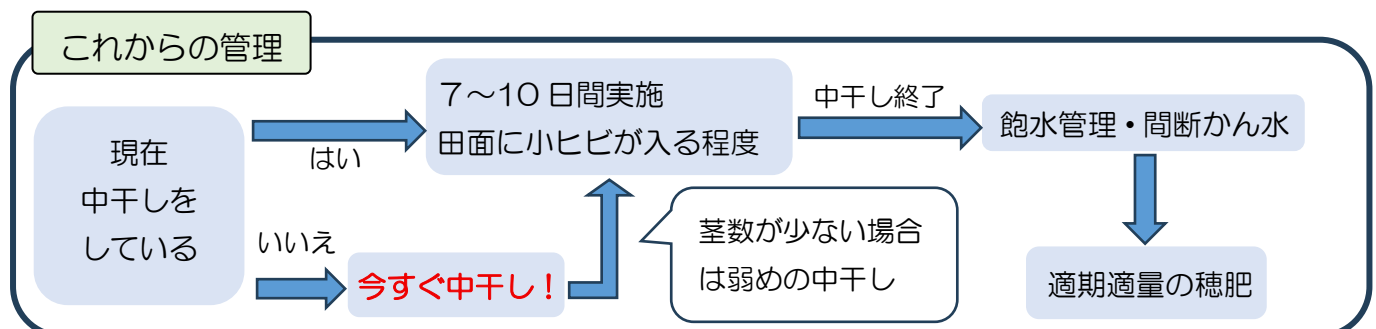 これからの管理
現在
中干しを
している
はい
いいえ
7～10日間実施
田面に小ヒビが入る程度
今すぐ中干し！
茎数が少ない場合
は弱めの中干し
中干し終了
飽水管理・間断かん水
適期適量の穂肥